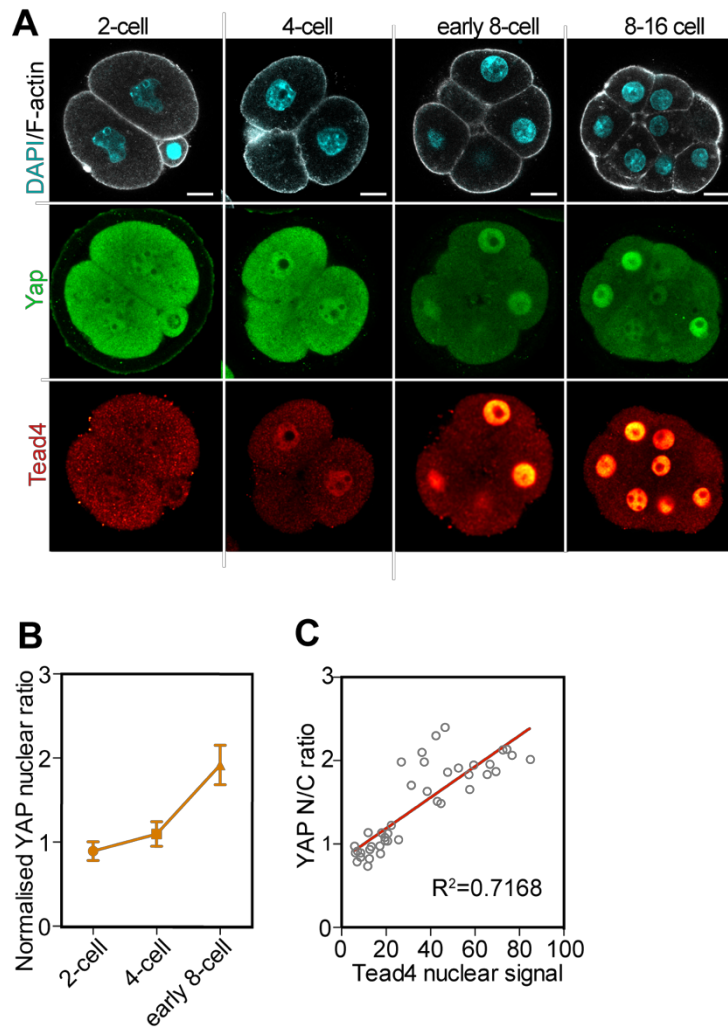 A
2-cell 4-cell early 8-cell 8-16 cell
DAPI/F-actin
Yap
Tead4
B
Normalised YAP nuclear ratio
3
2
1
0
2-cell
4-cell
early 8-cell
C
YAP N/C ratio
3
2
1
0
R²=0.7168
0 20 40 60 80 100
Tead4 nuclear signal